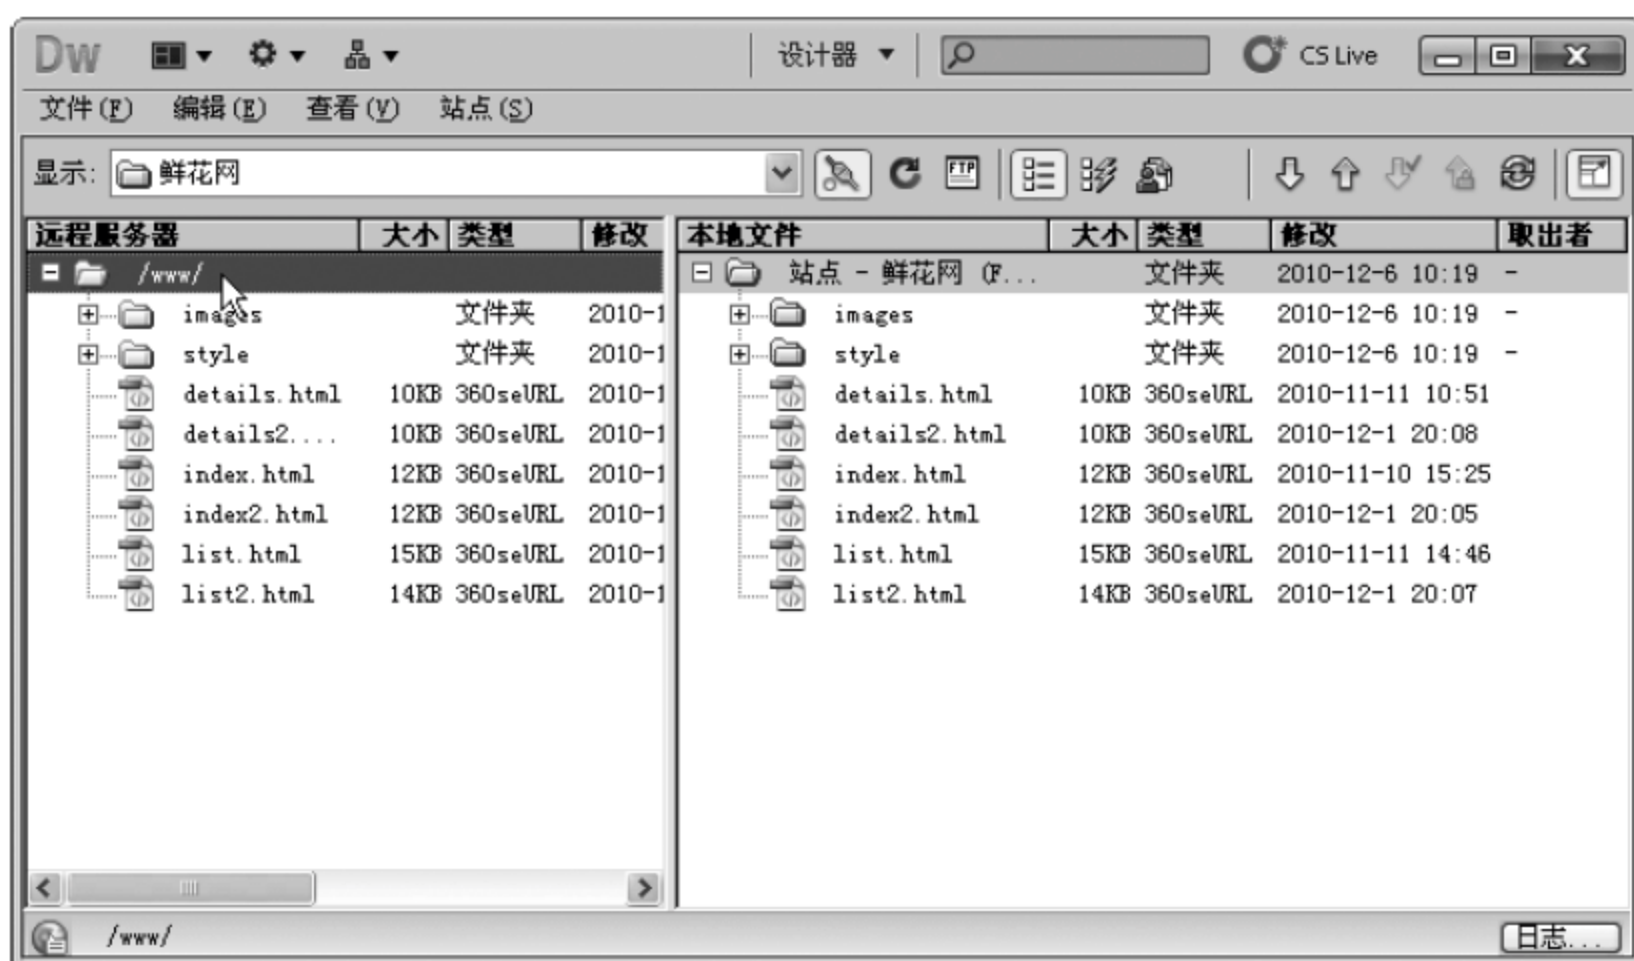 Dw 设计器 CS Live
文件(F) 编辑(E) 查看(V) 站点(S)
显示: 鲜花网 FTP
远程服务器 大小 类型 修改 本地文件 大小 类型 修改 取出者
/www/ 站点 - 鲜花网 (F... 文件夹 2010-12-6 10:19 -
images 文件夹 2010-1 images 文件夹 2010-12-6 10:19 -
style 文件夹 2010-1 style 文件夹 2010-12-6 10:19 -
details.html 10KB 360seURL 2010-1 details.html 10KB 360seURL 2010-11-11 10:51
details2.... 10KB 360seURL 2010-1 details2.html 10KB 360seURL 2010-12-1 20:08
index.html 12KB 360seURL 2010-1 index.html 12KB 360seURL 2010-11-10 15:25
index2.html 12KB 360seURL 2010-1 index2.html 12KB 360seURL 2010-12-1 20:05
list.html 15KB 360seURL 2010-1 list.html 15KB 360seURL 2010-11-11 14:46
list2.html 14KB 360seURL 2010-1 list2.html 14KB 360seURL 2010-12-1 20:07
/www/ 日志...